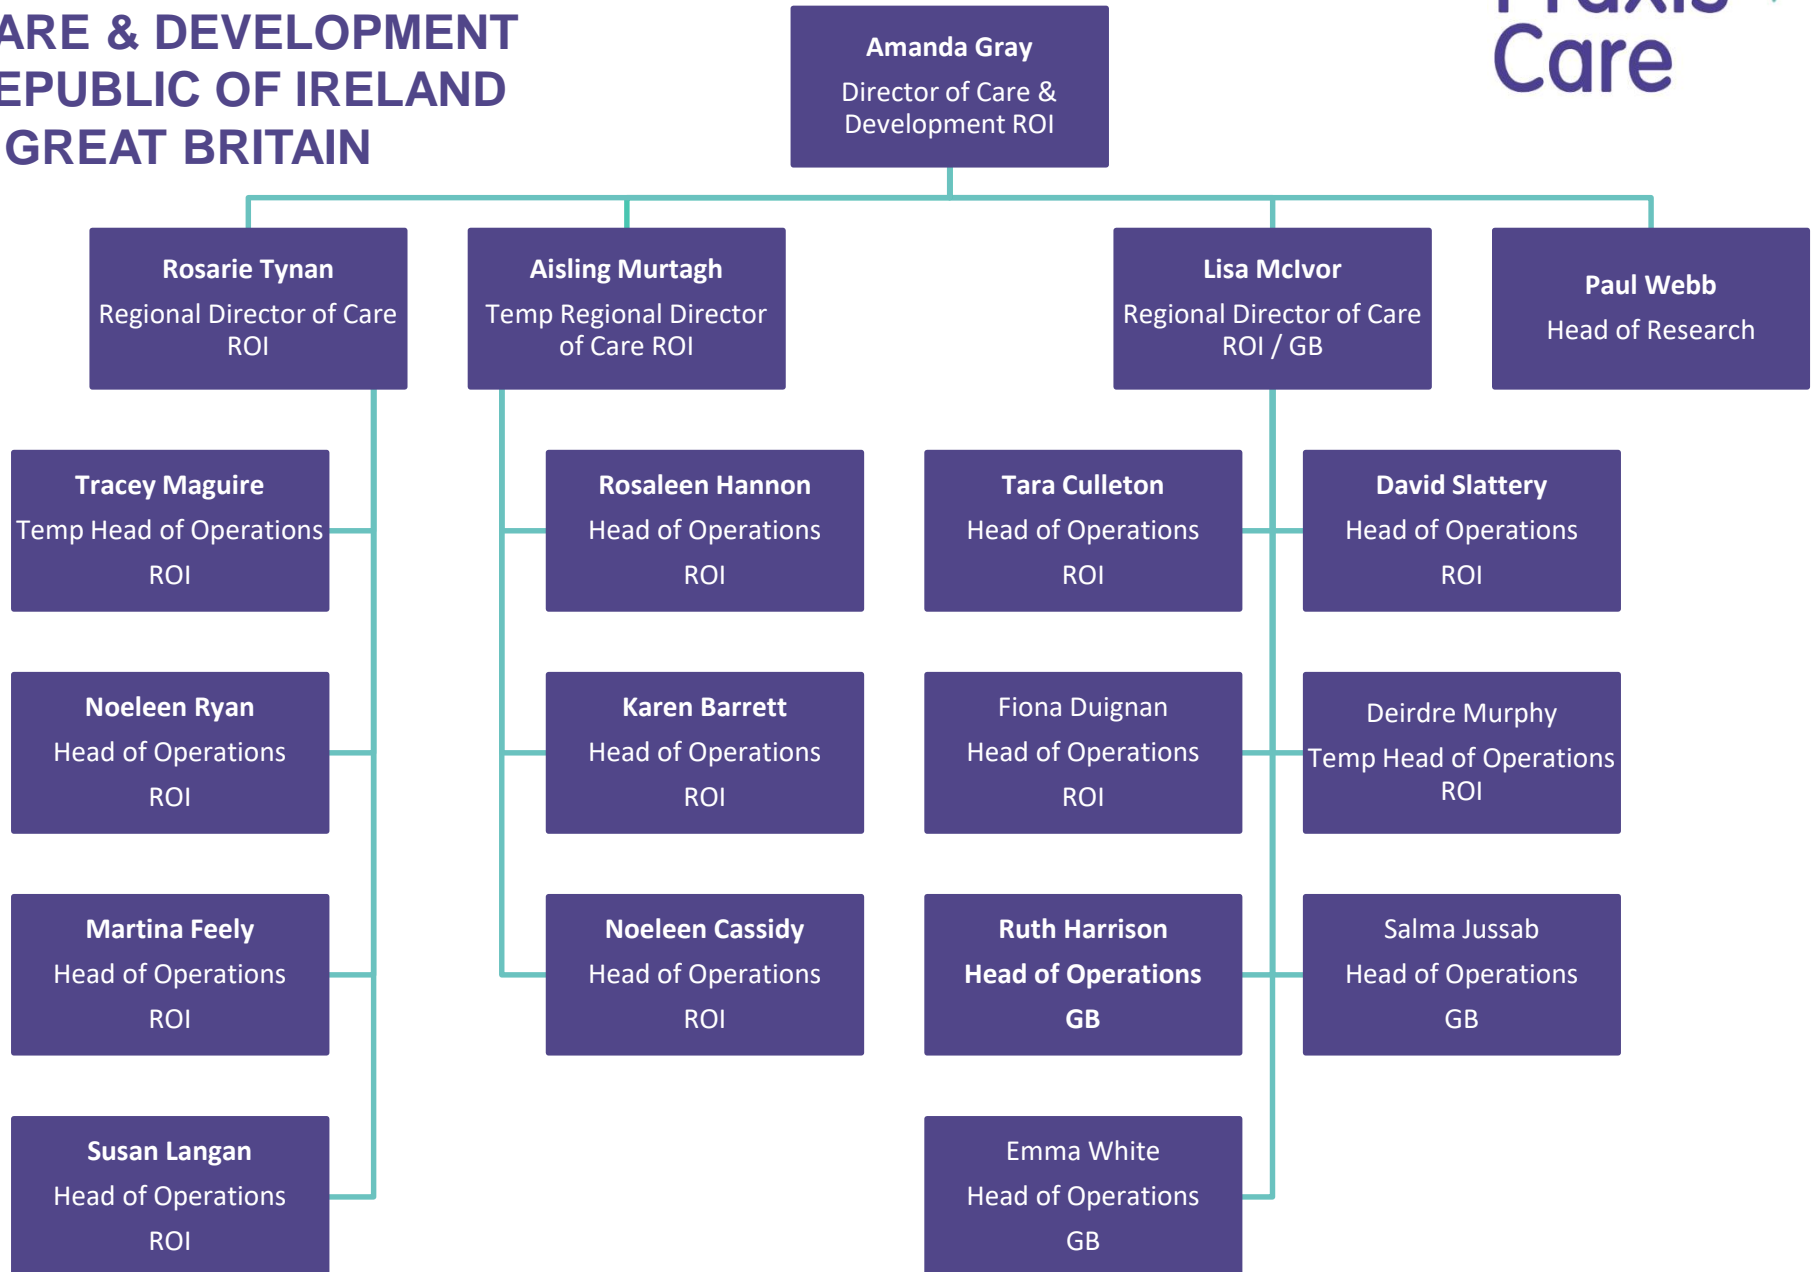 ARE & DEVELOPMENT
EPUBLIC OF IRELAND
GREAT BRITAIN
Praxis
Care
Amanda Gray
Director of Care &
Development ROI
Rosarie Tynan
Regional Director of Care
ROI
Aisling Murtagh
Temp Regional Director
of Care ROI
Lisa McIvor
Regional Director of Care
ROI / GB
Paul Webb
Head of Research
Tracey Maguire
Temp Head of Operations
ROI
Rosaleen Hannon
Head of Operations
ROI
Tara Culleton
Head of Operations
ROI
David Slattery
Head of Operations
ROI
Noeleen Ryan
Head of Operations
ROI
Karen Barrett
Head of Operations
ROI
Fiona Duignan
Head of Operations
ROI
Deirdre Murphy
Temp Head of Operations
ROI
Martina Feely
Head of Operations
ROI
Noeleen Cassidy
Head of Operations
ROI
Ruth Harrison
Head of Operations
GB
Salma Jussab
Head of Operations
GB
Susan Langan
Head of Operations
ROI
Emma White
Head of Operations
GB